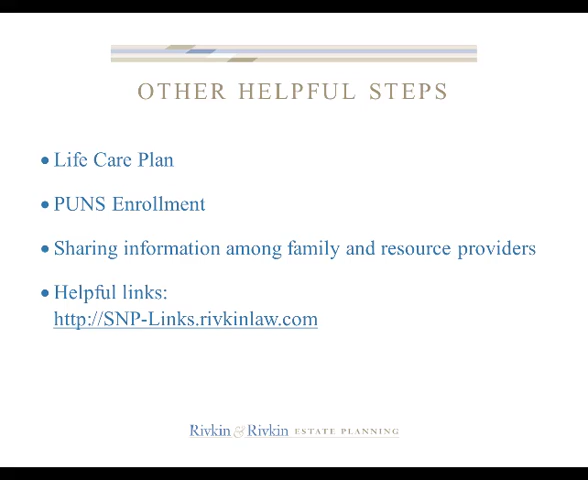 OTHER HELPFUL STEPS
• Life Care Plan
• PUNS Enrollment
• Sharing information among family and resource providers
• Helpful links:
http://SNP-Links.rivkinlaw.com
Rivkin & Rivkin ESTATE PLANNING